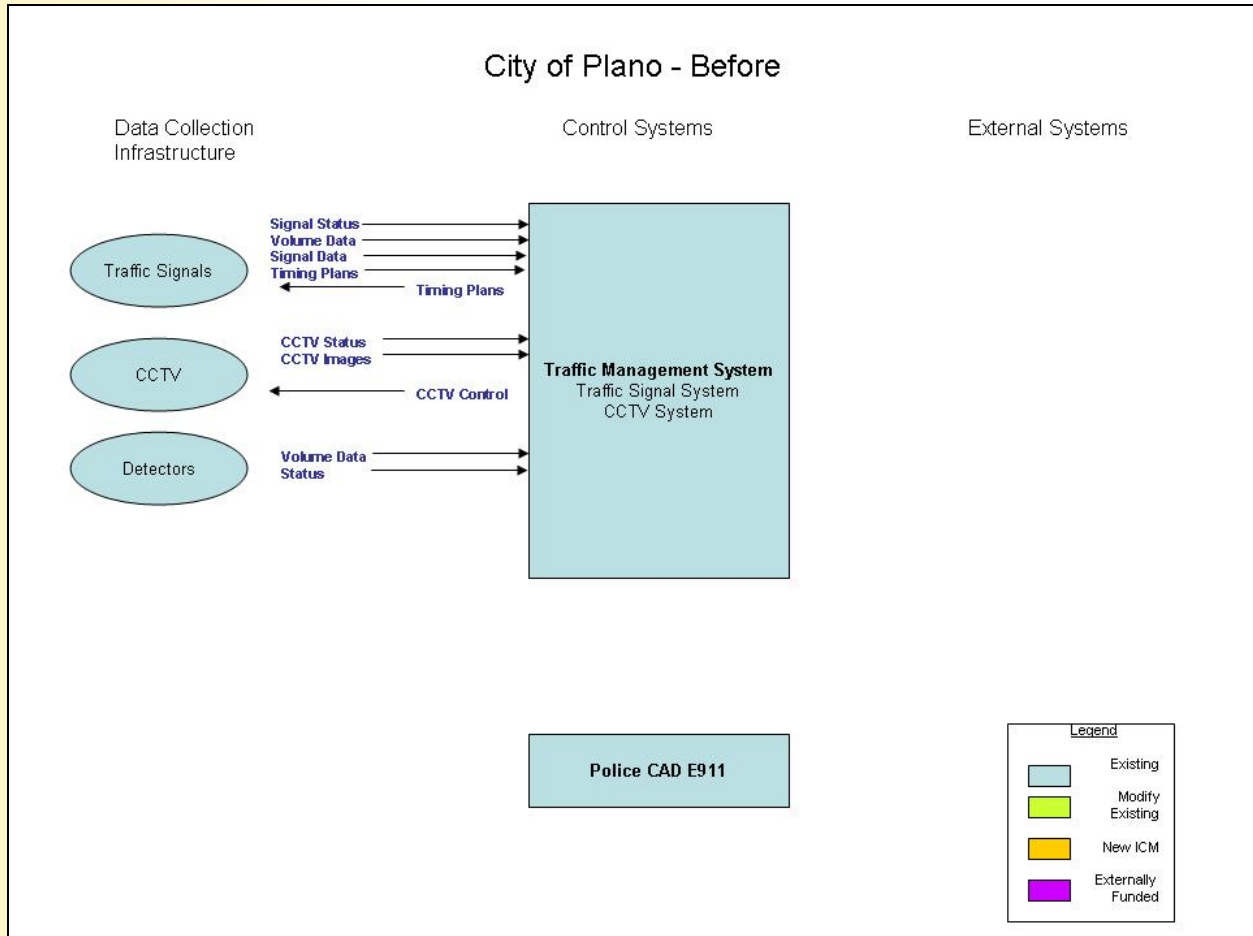 City of Plano - Before
Data Collection
Infrastructure
Control Systems
External Systems
Traffic Signals
Signal Status
Volume Data
Signal Data
Timing Plans
Timing Plans
CCTV
CCTV Status
CCTV Images
CCTV Control
Detectors
Volume Data
Status
Traffic Management System
Traffic Signal System
CCTV System
Police CAD E911
Legend
Existing
Modify
Existing
New ICM
Externally
Funded